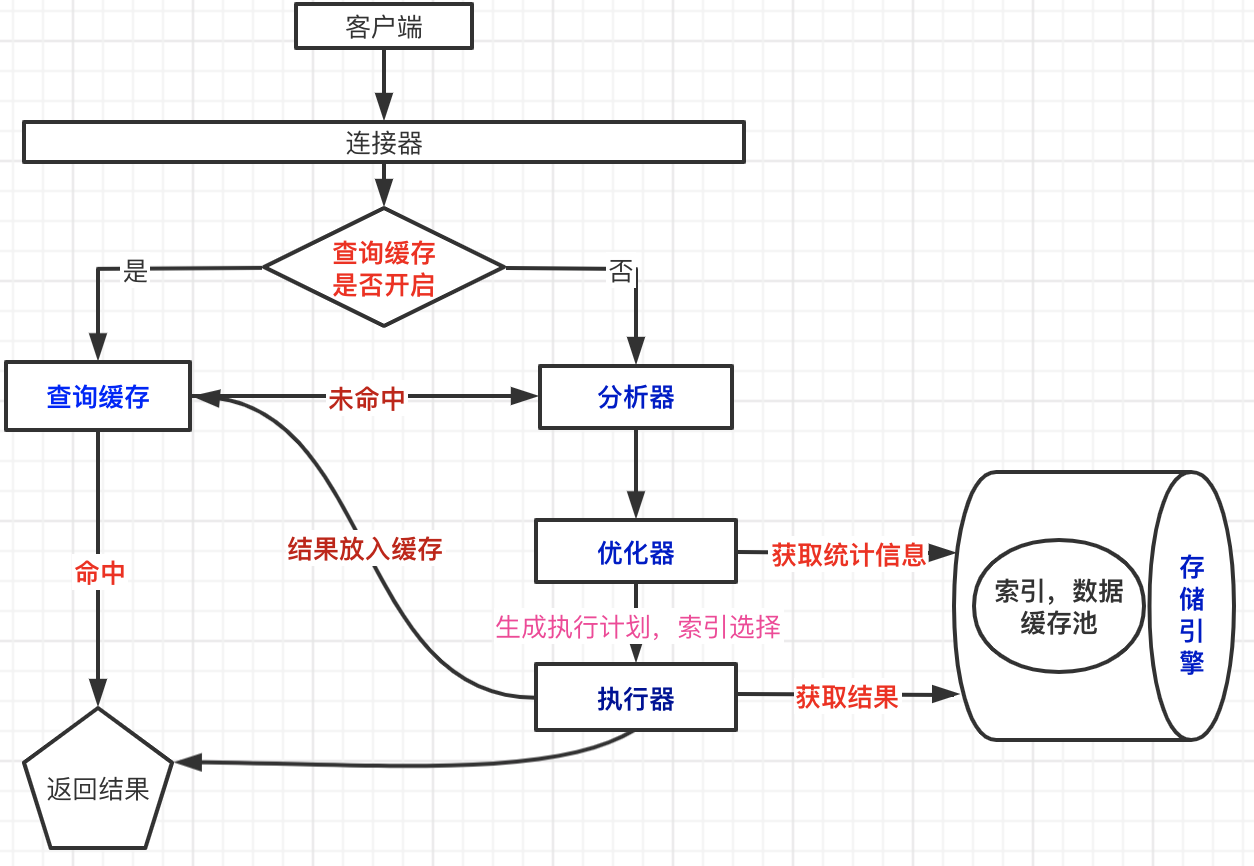 客户端
连接器
查询缓存
是否开启
是
否
查询缓存
未命中
分析器
结果放入缓存
优化器
获取统计信息
命中
索引，数据
缓存池
存
储
引
擎
生成执行计划，索引选择
执行器
获取结果
返回结果